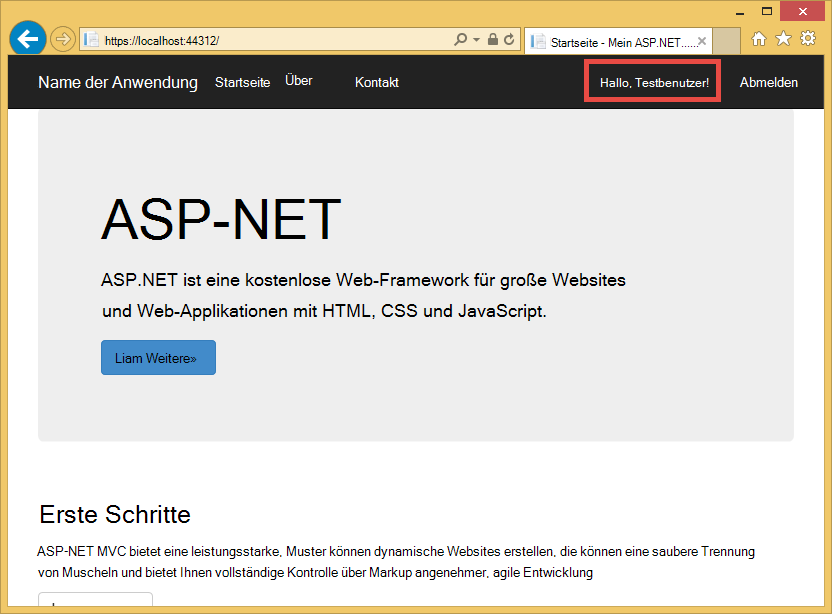 https://localhost:44312/
Startseite - Mein ASP.NET......
Name der Anwendung Startseite Über Kontakt Hallo, Testbenutzer! Abmelden
ASP-NET
ASP.NET ist eine kostenlose Web-Framework für große Websites
und Web-Applikationen mit HTML, CSS und JavaScript.
Liam Weitere»
Erste Schritte
ASP-NET MVC bietet eine leistungsstarke, Muster können dynamische Websites erstellen, die können eine saubere Trennung
von Muscheln und bietet Ihnen vollständige Kontrolle über Markup angenehmer, agile Entwicklung